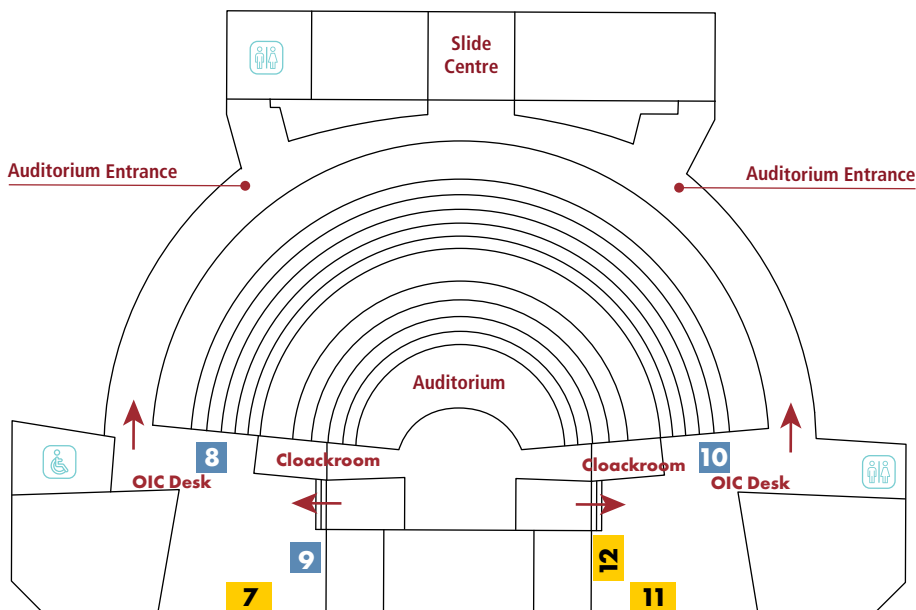 Slide
Centre
Auditorium Entrance
Auditorium Entrance
Auditorium
8
Cloackroom
Cloackroom
10
OIC Desk
OIC Desk
9
12
7
11